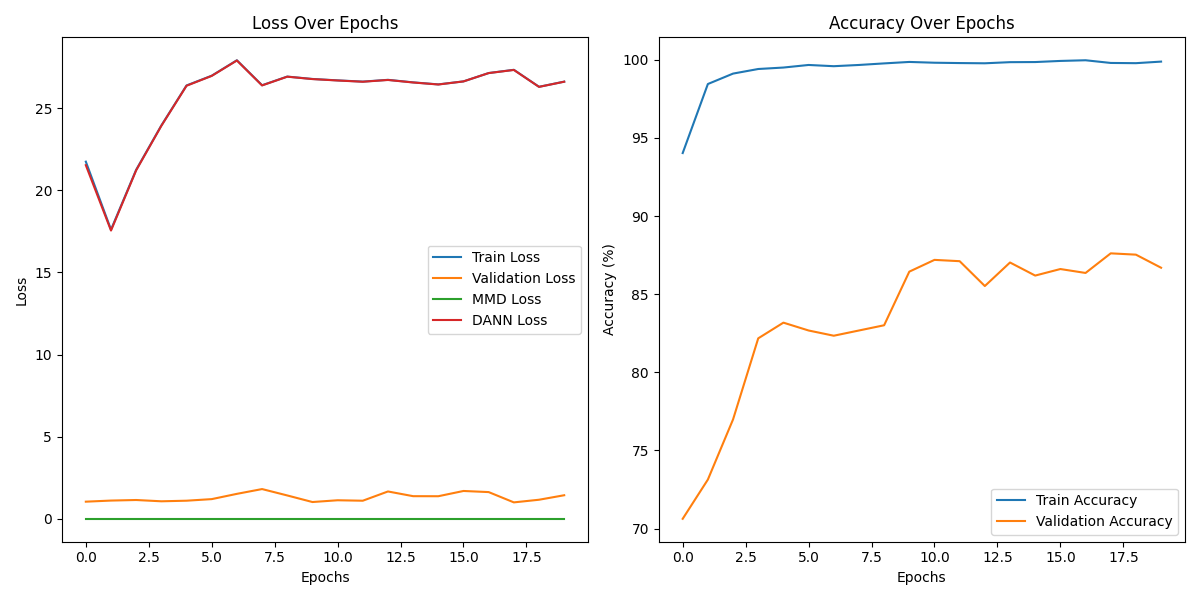 Loss Over Epochs
Loss
25
20
15
10
5
0
0.0 2.5 5.0 7.5 10.0 12.5 15.0 17.5
Epochs
Train Loss
Validation Loss
MMD Loss
DANN Loss
Accuracy Over Epochs
Accuracy (%)
100
95
90
85
80
75
70
0.0 2.5 5.0 7.5 10.0 12.5 15.0 17.5
Epochs
Train Accuracy
Validation Accuracy